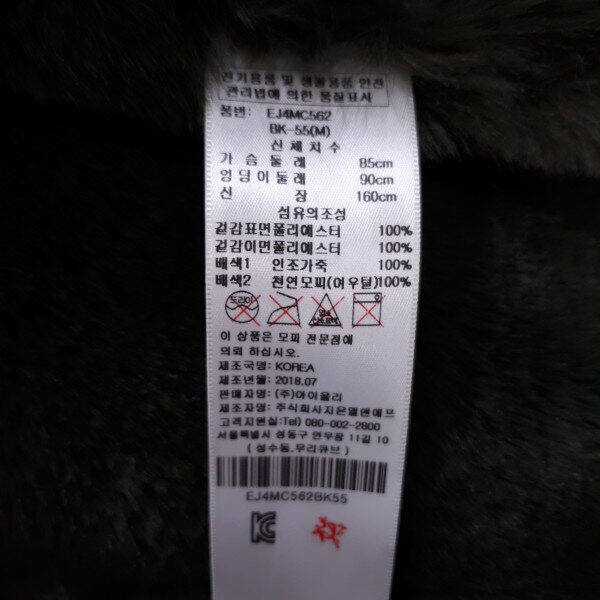 전기용품 및 생활용품 안전
관리법에 의한 품질표시
품번: EJ4MC562
BK-55(M)
신체치수
가슴둘레 85cm
엉덩이둘레 90cm
신장 160cm
섬유의조성
겉감표면폴리에스터 100%
겉감이면폴리에스터 100%
배색1 인조가죽 100%
배색2 천연모피(여우털)100%
드라이
이 상품은 모피 전문점에
의뢰 하십시오.
제조국명: KOREA
제조년월: 2018.07
판매자명: (주)아이올리
제조자명: 주식회사지은엘앤에프
고객지원실:Tel) 080-002-2800
서울특별시 성동구 연무장 11길 10
(성수동,우리큐브)
EJ4MC562BK55